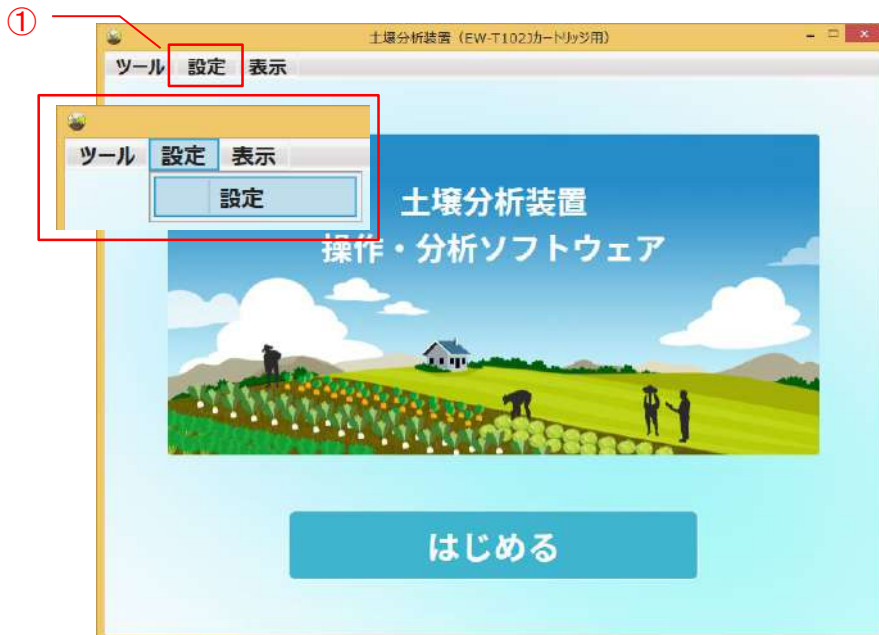 ①
土壌分析装置（EW-T102Jカートリッジ用）
ツール 設定 表示
ツール 設定 表示
設定
土壌分析装置
操作・分析ソフトウェア
はじめる